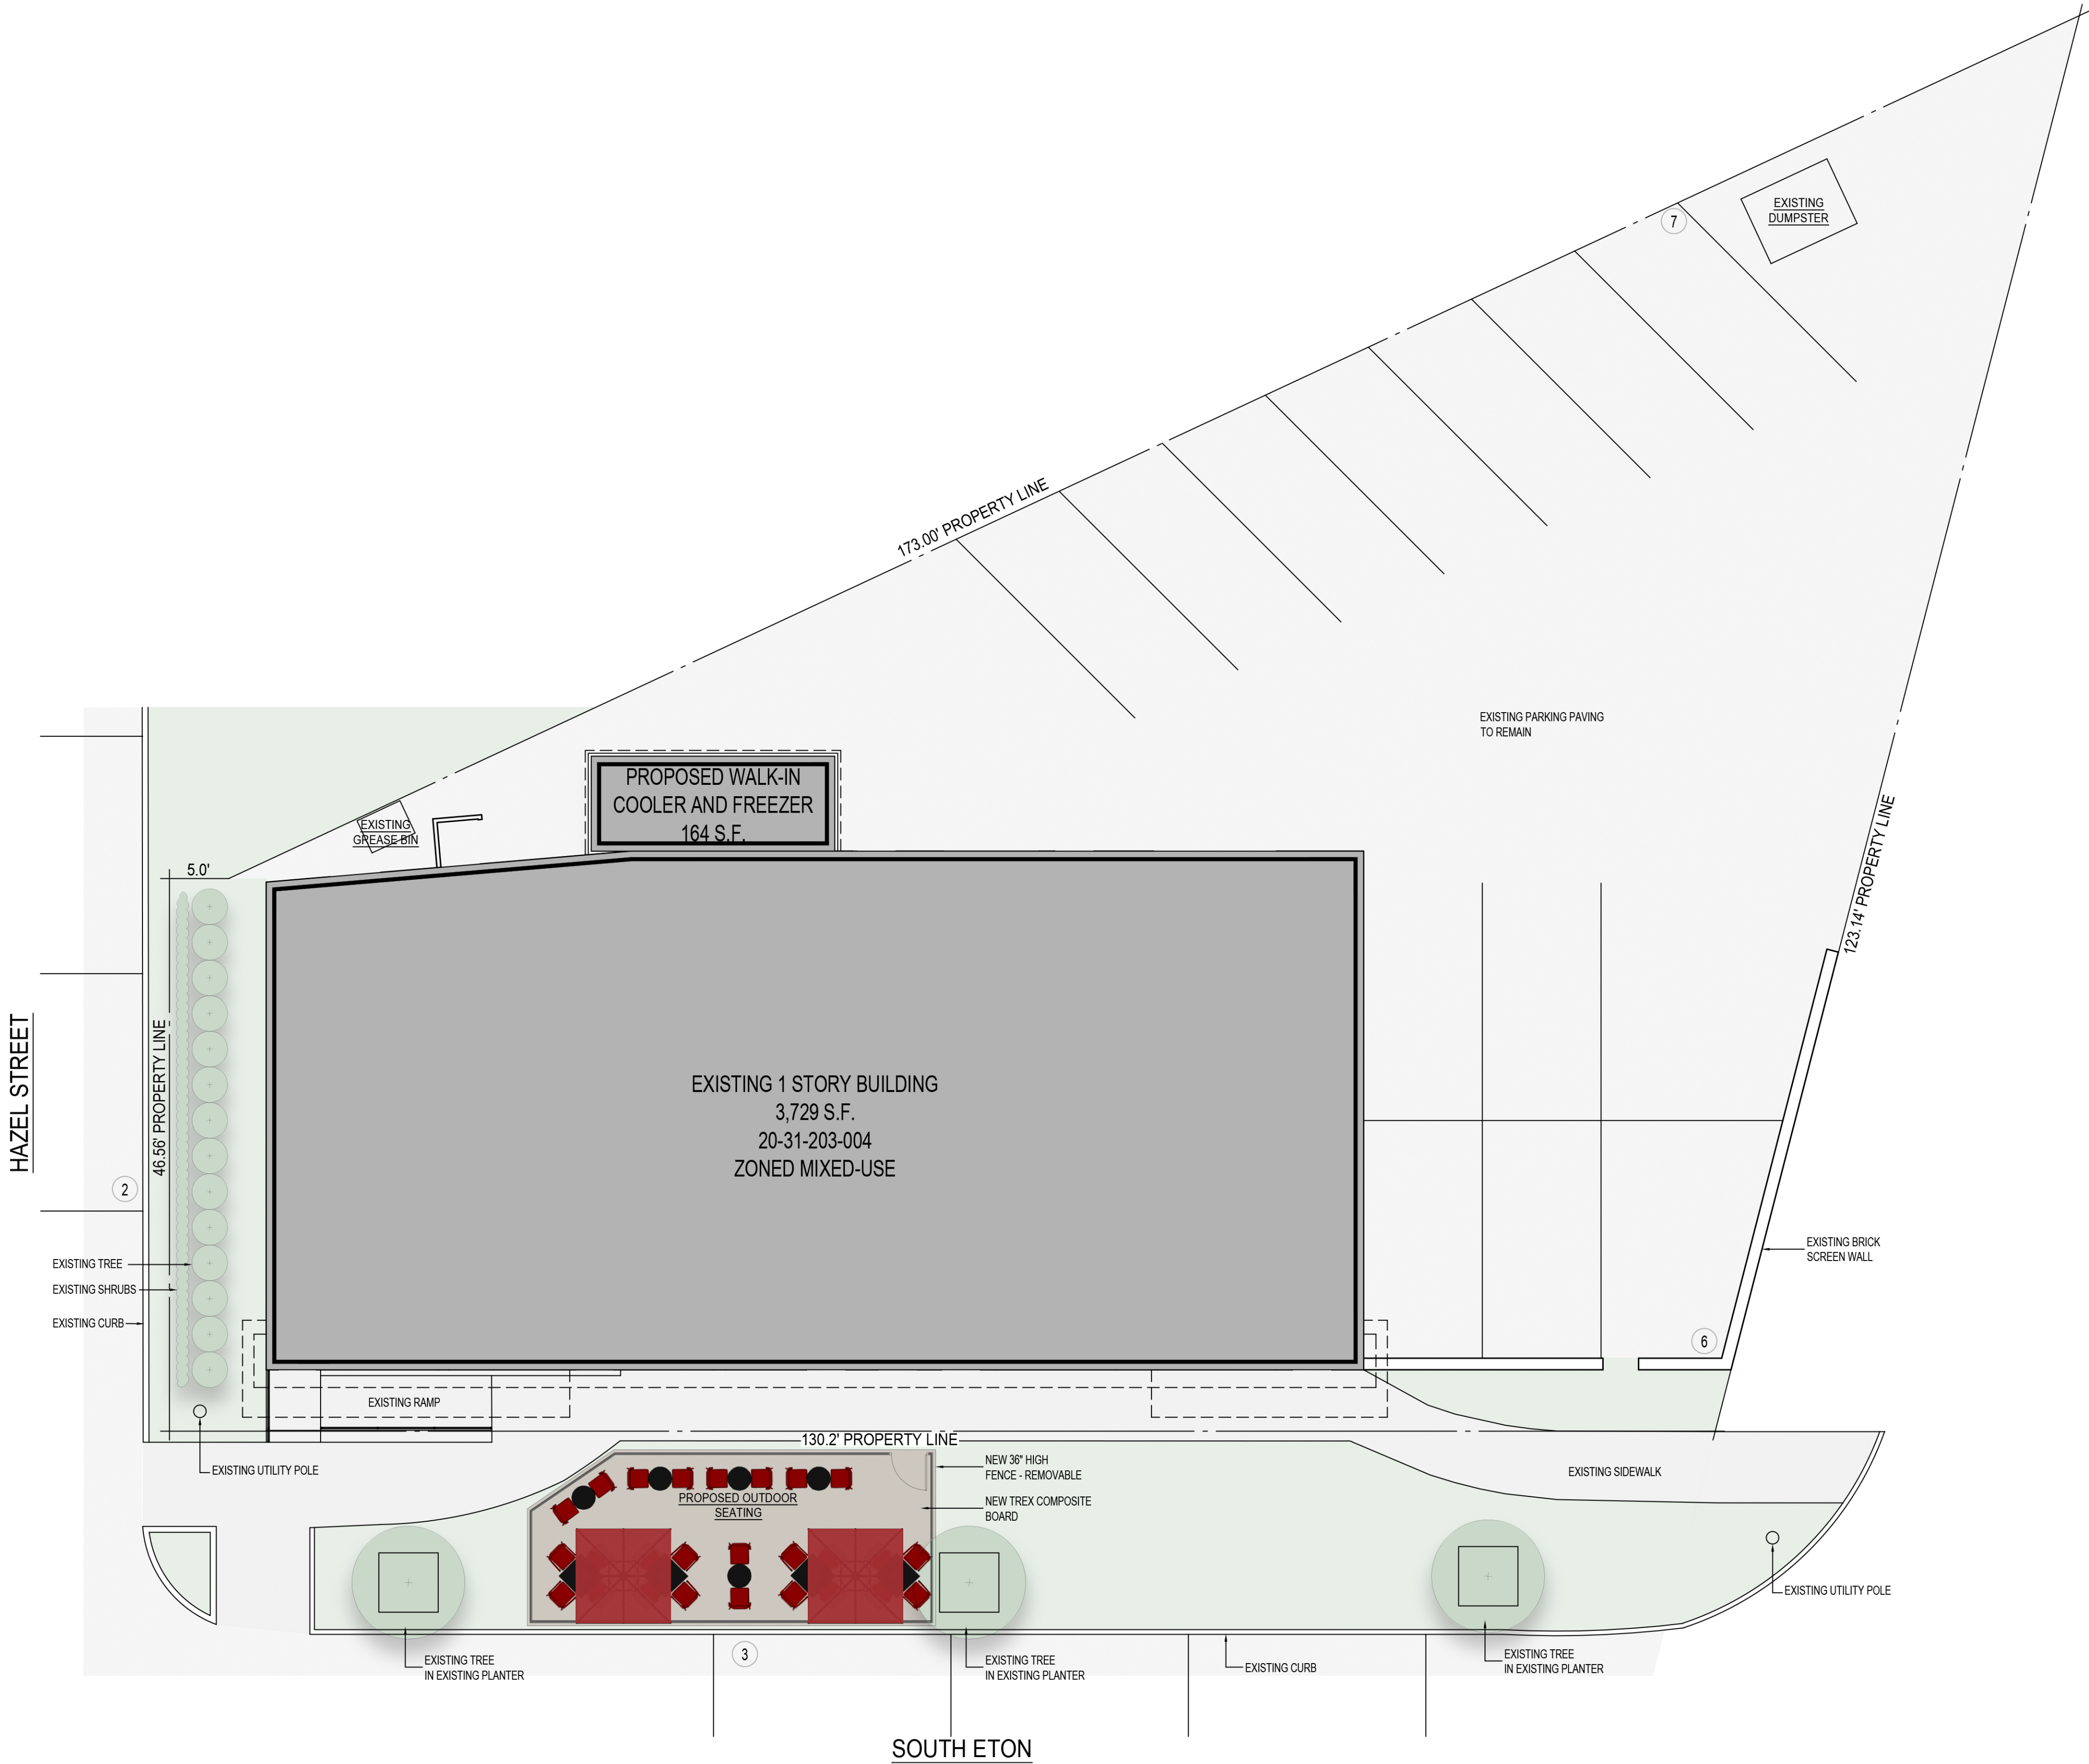 7
EXISTING
DUMPSTER
173.00' PROPERTY LINE
EXISTING PARKING PAVING
TO REMAIN
PROPOSED WALK-IN
COOLER AND FREEZER
164 S.F.
EXISTING
GREASE BIN
5.0'
123.14' PROPERTY LINE
HAZEL STREET
46.56' PROPERTY LINE
EXISTING 1 STORY BUILDING
3,729 S.F.
20-31-203-004
ZONED MIXED-USE
2
EXISTING TREE
EXISTING SHRUBS
EXISTING CURB
EXISTING BRICK
SCREEN WALL
6
EXISTING RAMP
130.2' PROPERTY LINE
EXISTING UTILITY POLE
NEW 36" HIGH
FENCE - REMOVABLE
EXISTING SIDEWALK
PROPOSED OUTDOOR
SEATING
NEW TREX COMPOSITE
BOARD
EXISTING UTILITY POLE
3
EXISTING TREE
IN EXISTING PLANTER
EXISTING TREE
IN EXISTING PLANTER
EXISTING CURB
EXISTING TREE
IN EXISTING PLANTER
SOUTH ETON